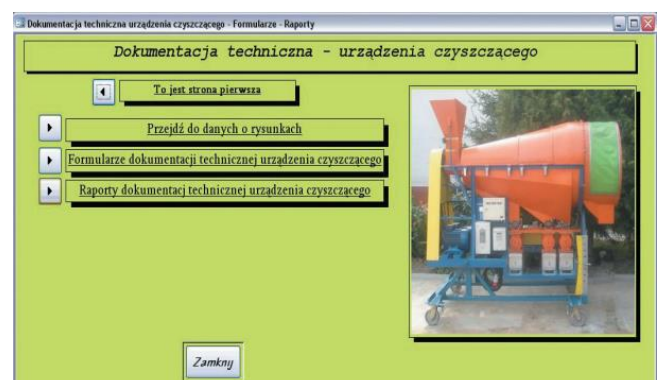 Dokumentacja techniczna urządzenia czyszczącego - Formularze - Raporty
Dokumentacja techniczna - urządzenia czyszczącego
To jest strona pierwsza
Przejdź do danych o rysunkach
Formularze dokumentacji technicznej urządzenia czyszczącego
Raporty dokumentacj technicznej urządzenia czyszczącego
Zamknij